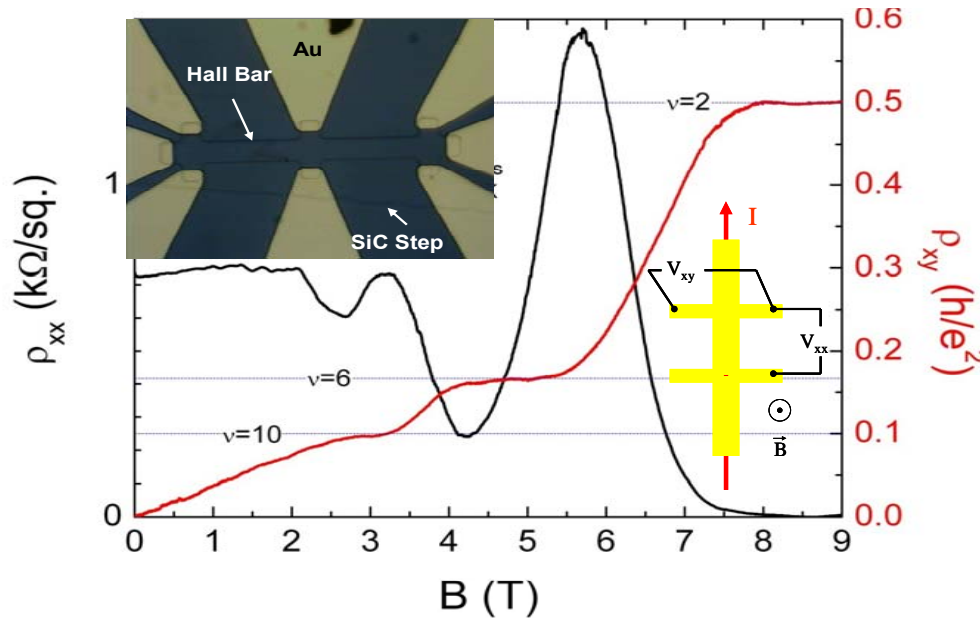 Au
Hall Bar
SiC Step
s
ν=2
ν=6
ν=10
I
Vxy
Vxx
B
ρxx (kΩ/sq.)
1
0
ρxy (h/e²)
0.6
0.5
0.4
0.3
0.2
0.1
0.0
0 1 2 3 4 5 6 7 8 9
B (T)